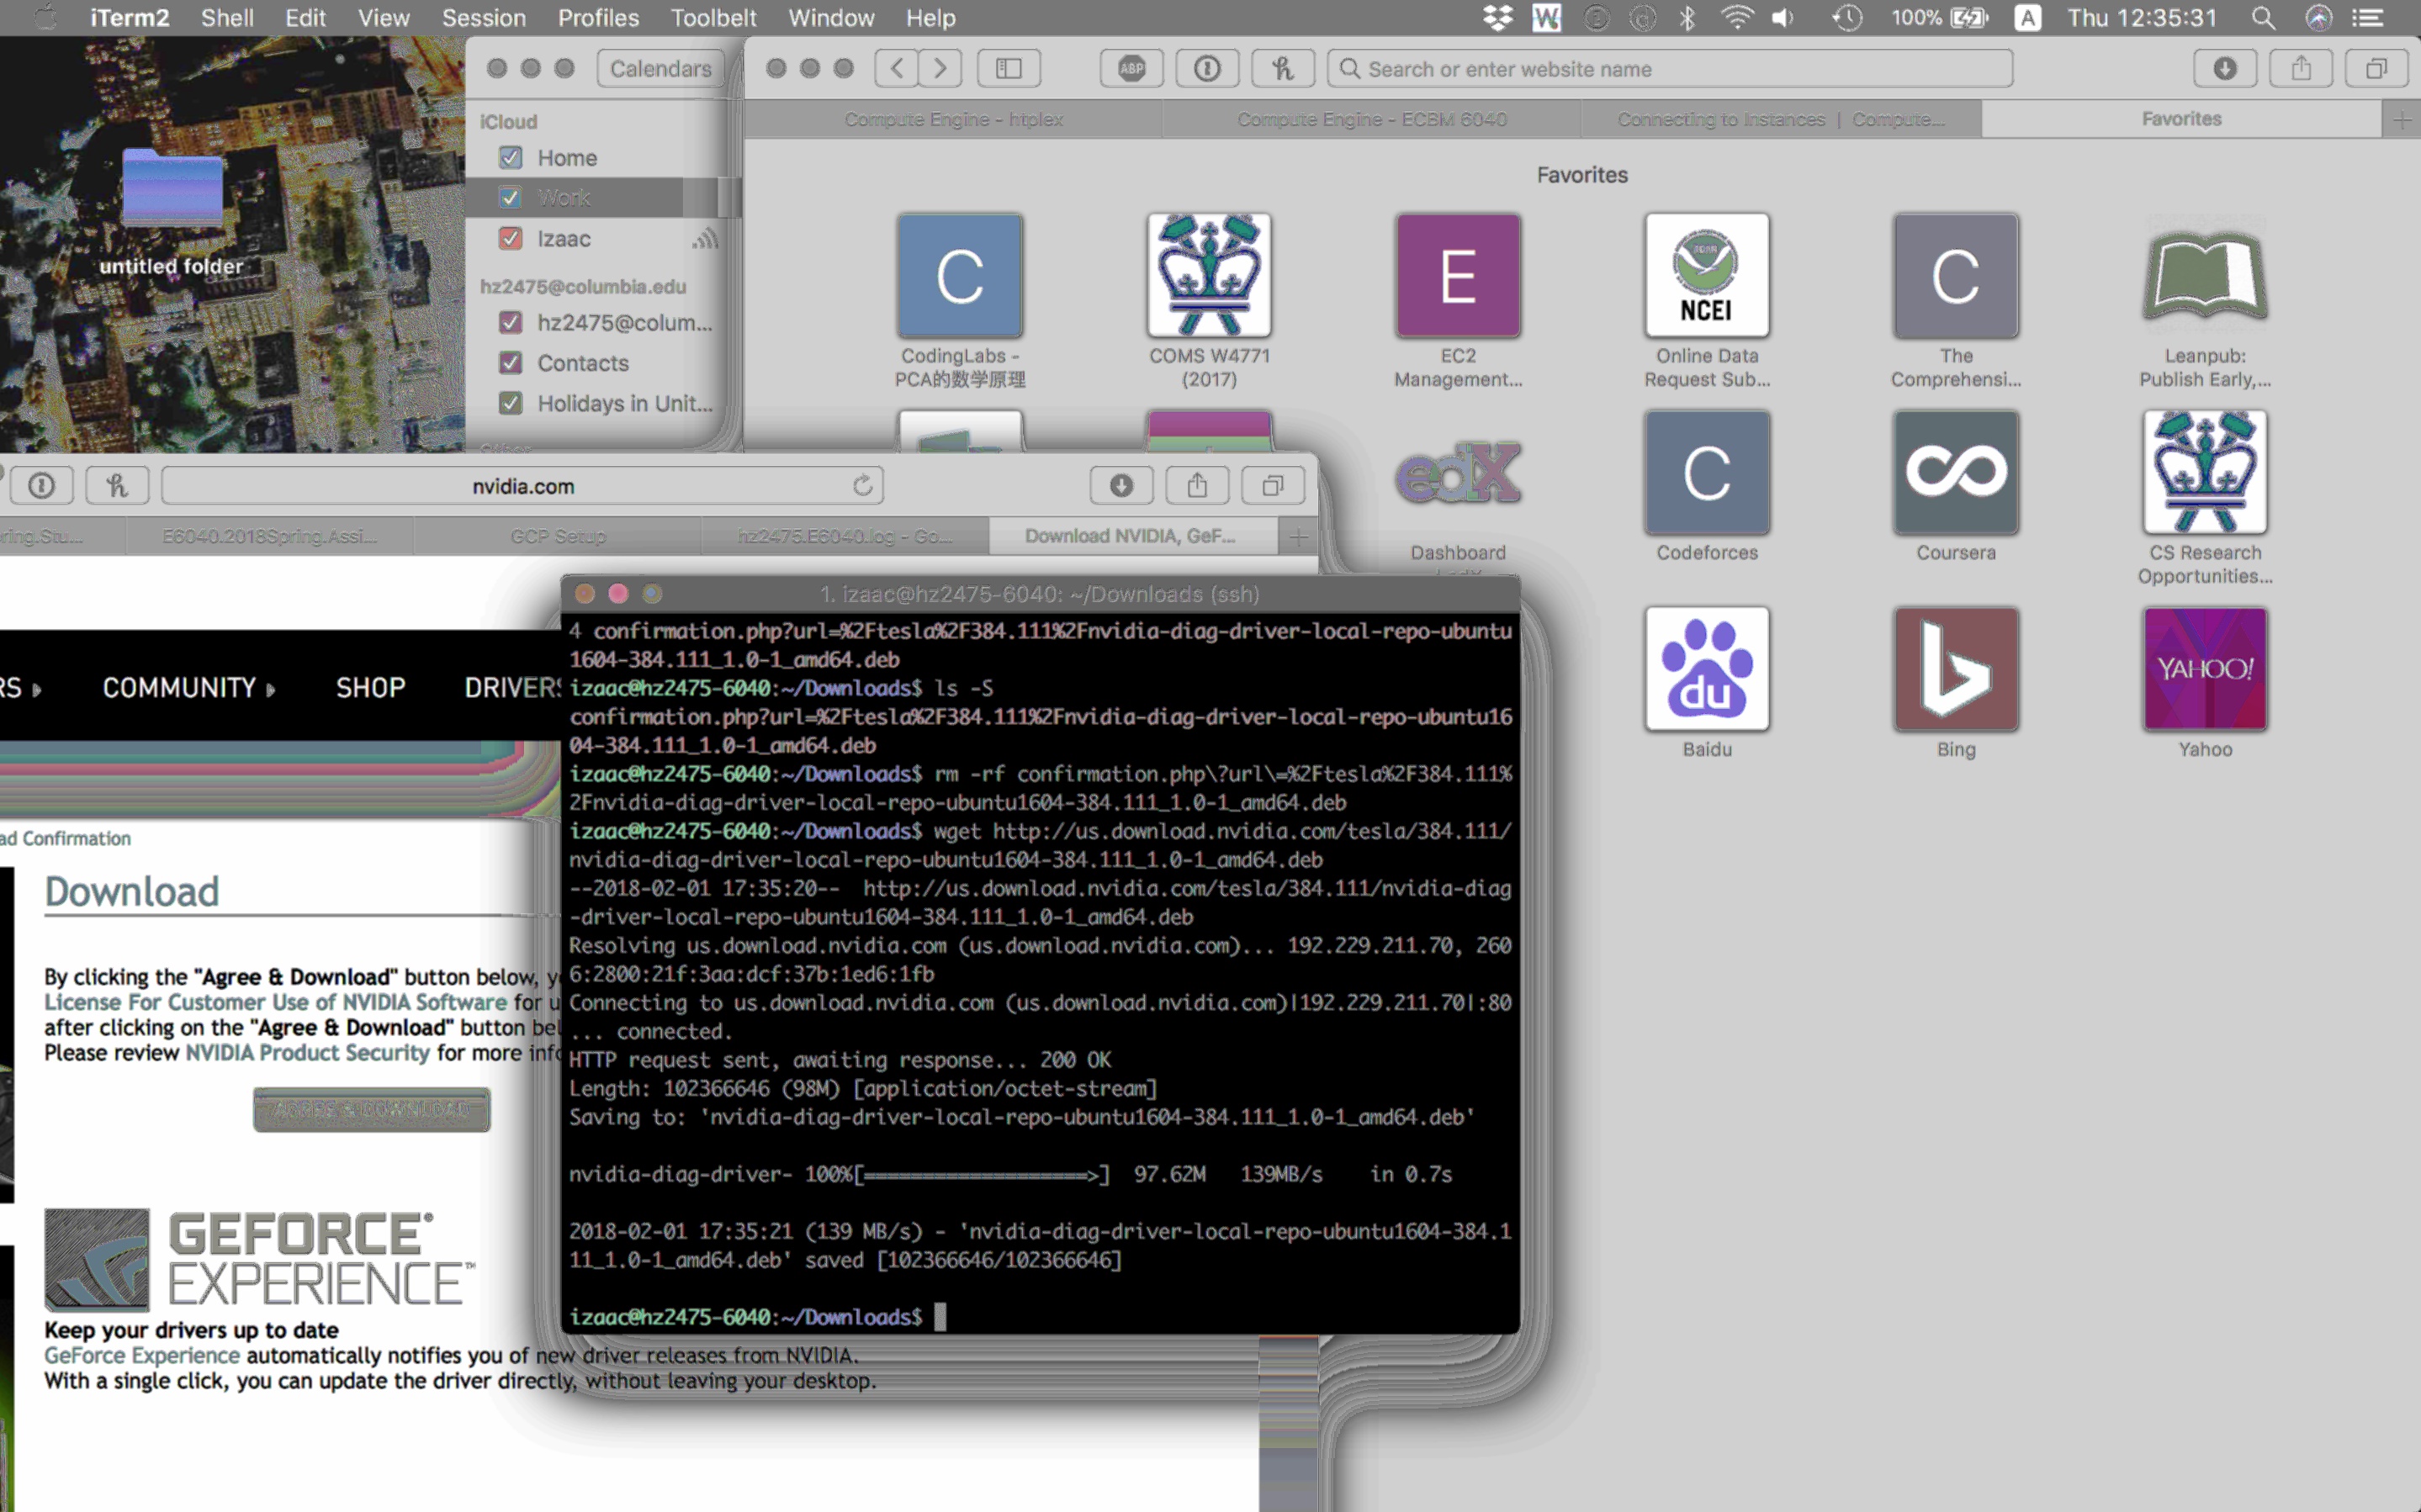 iTerm2 Shell Edit View Session Profiles Toolbelt Window Help
100% A Thu 12:35:31
Calendars
iCloud
Home
Work
Izaac
hz2475@columbia.edu
hz2475@colum...
Contacts
Holidays in Unit...
Other
untitled folder
ABP
Search or enter website name
Compute Engine - htplex
Compute Engine - ECBM 6040
Connecting to Instances | Compute...
Favorites
Favorites
C
E
NCEI
C
CodingLabs -
PCA的数学原理
COMS W4771
(2017)
EC2
Management...
Online Data
Request Sub...
The
Comprehensi...
Leanpub:
Publish Early,...
edX
C
Dashboard
Codeforces
Coursera
CS Research
Opportunities...
du
YAHOO!
Baidu
Bing
Yahoo
nvidia.com
ring.Stu...
E6040.2018Spring.Assi...
GCP Setup
hz2475.E6040.log - Go...
Download NVIDIA, GeF...
RS COMMUNITY SHOP DRIVERS
ad Confirmation
Download
By clicking the "Agree & Download" button below, y
License For Customer Use of NVIDIA Software for u
after clicking on the "Agree & Download" button bel
Please review NVIDIA Product Security for more info
AGREE & DOWNLOAD
GEFORCE®
EXPERIENCE™
Keep your drivers up to date
GeForce Experience automatically notifies you of new driver releases from NVIDIA.
With a single click, you can update the driver directly, without leaving your desktop.
1. izaac@hz2475-6040: ~/Downloads (ssh)
4 confirmation.php?url=%2Ftesla%2F384.111%2Fnvidia-diag-driver-local-repo-ubuntu
1604-384.111_1.0-1_amd64.deb
izaac@hz2475-6040:~/Downloads$ ls -S
confirmation.php?url=%2Ftesla%2F384.111%2Fnvidia-diag-driver-local-repo-ubuntu16
04-384.111_1.0-1_amd64.deb
izaac@hz2475-6040:~/Downloads$ rm -rf confirmation.php\?url\=%2Ftesla%2F384.111%
2Fnvidia-diag-driver-local-repo-ubuntu1604-384.111_1.0-1_amd64.deb
izaac@hz2475-6040:~/Downloads$ wget http://us.download.nvidia.com/tesla/384.111/
nvidia-diag-driver-local-repo-ubuntu1604-384.111_1.0-1_amd64.deb
--2018-02-01 17:35:20--  http://us.download.nvidia.com/tesla/384.111/nvidia-diag
-driver-local-repo-ubuntu1604-384.111_1.0-1_amd64.deb
Resolving us.download.nvidia.com (us.download.nvidia.com)... 192.229.211.70, 260
6:2800:21f:3aa:dcf:37b:1ed6:1fb
Connecting to us.download.nvidia.com (us.download.nvidia.com)|192.229.211.70|:80
... connected.
HTTP request sent, awaiting response... 200 OK
Length: 102366646 (98M) [application/octet-stream]
Saving to: 'nvidia-diag-driver-local-repo-ubuntu1604-384.111_1.0-1_amd64.deb'
nvidia-diag-driver- 100%[===================>]  97.62M   139MB/s    in 0.7s
2018-02-01 17:35:21 (139 MB/s) - 'nvidia-diag-driver-local-repo-ubuntu1604-384.1
11_1.0-1_amd64.deb' saved [102366646/102366646]
izaac@hz2475-6040:~/Downloads$